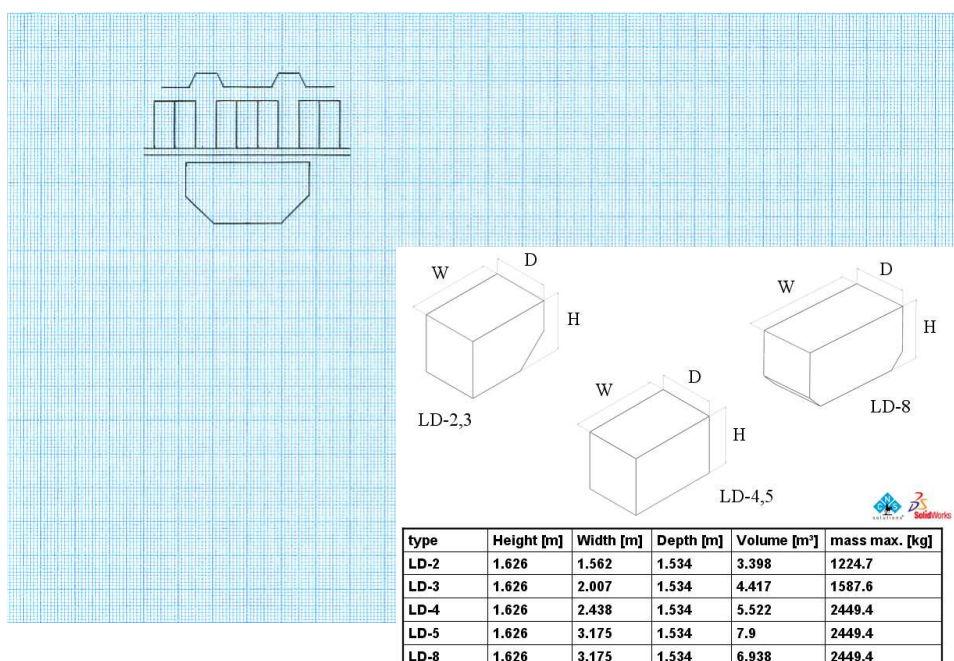 W
D
H
LD-2,3
W
D
H
LD-8
W
D
H
LD-4,5
CNC
solutions
SolidWorks
type Height [m] Width [m] Depth [m] Volume [m³] mass max. [kg]
LD-2 1.626 1.562 1.534 3.398 1224.7
LD-3 1.626 2.007 1.534 4.417 1587.6
LD-4 1.626 2.438 1.534 5.522 2449.4
LD-5 1.626 3.175 1.534 7.9 2449.4
LD-8 1.626 3.175 1.534 6.938 2449.4